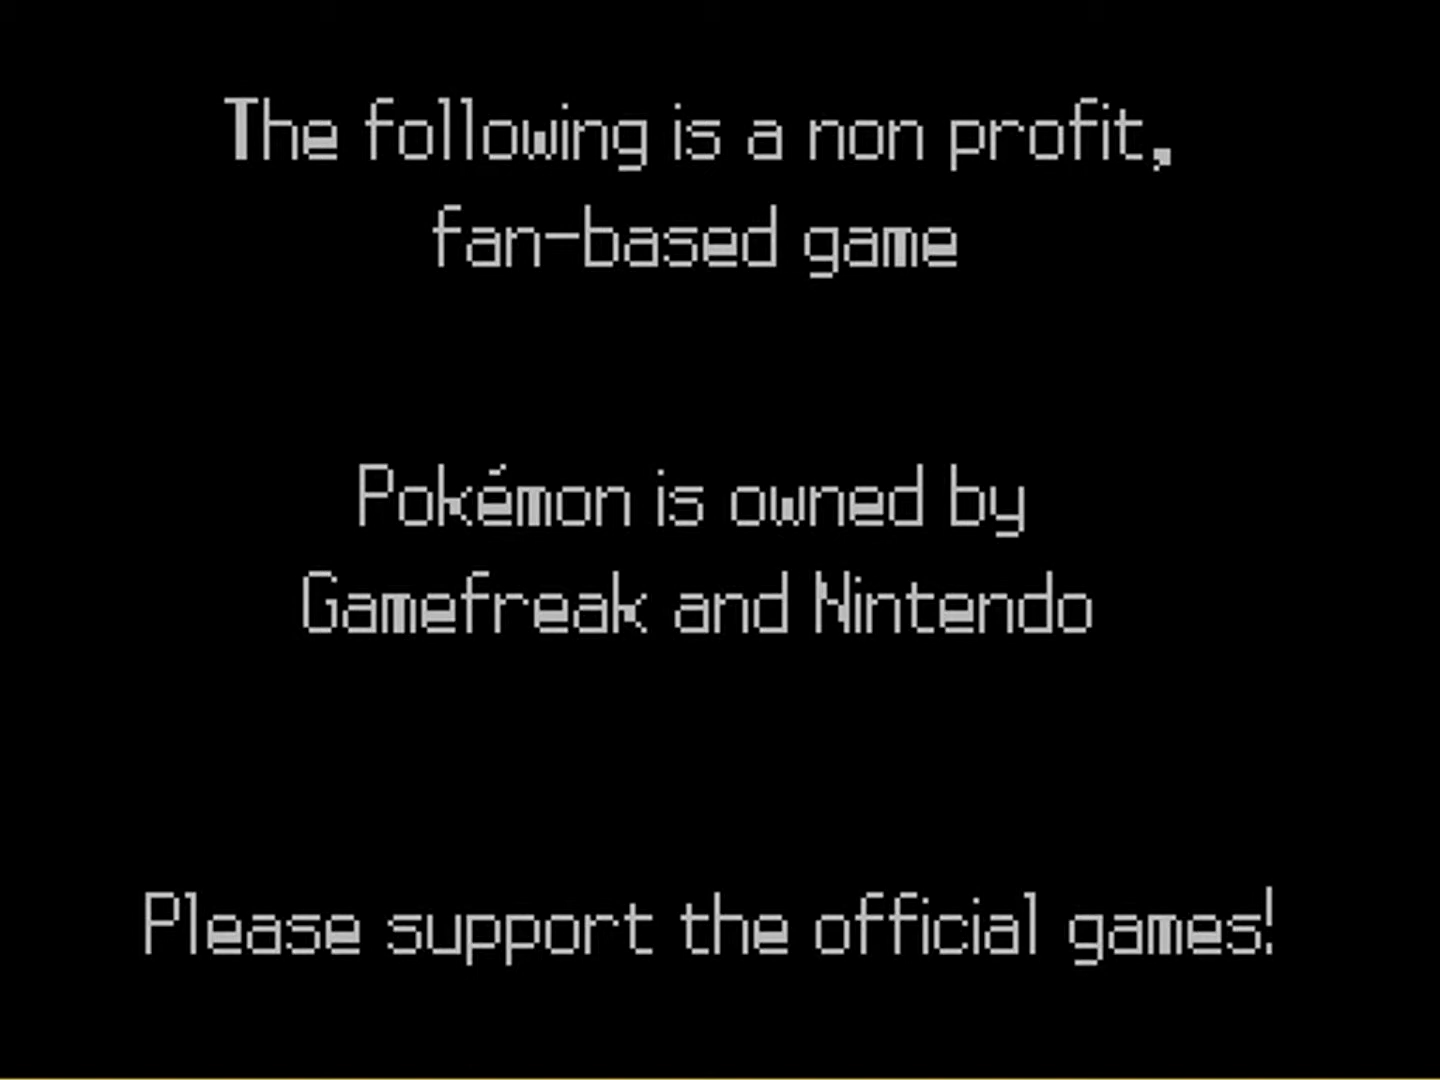 The following is a non profit,
fan-based game
Pokémon is owned by
Gamefreak and Nintendo
Please support the official games!